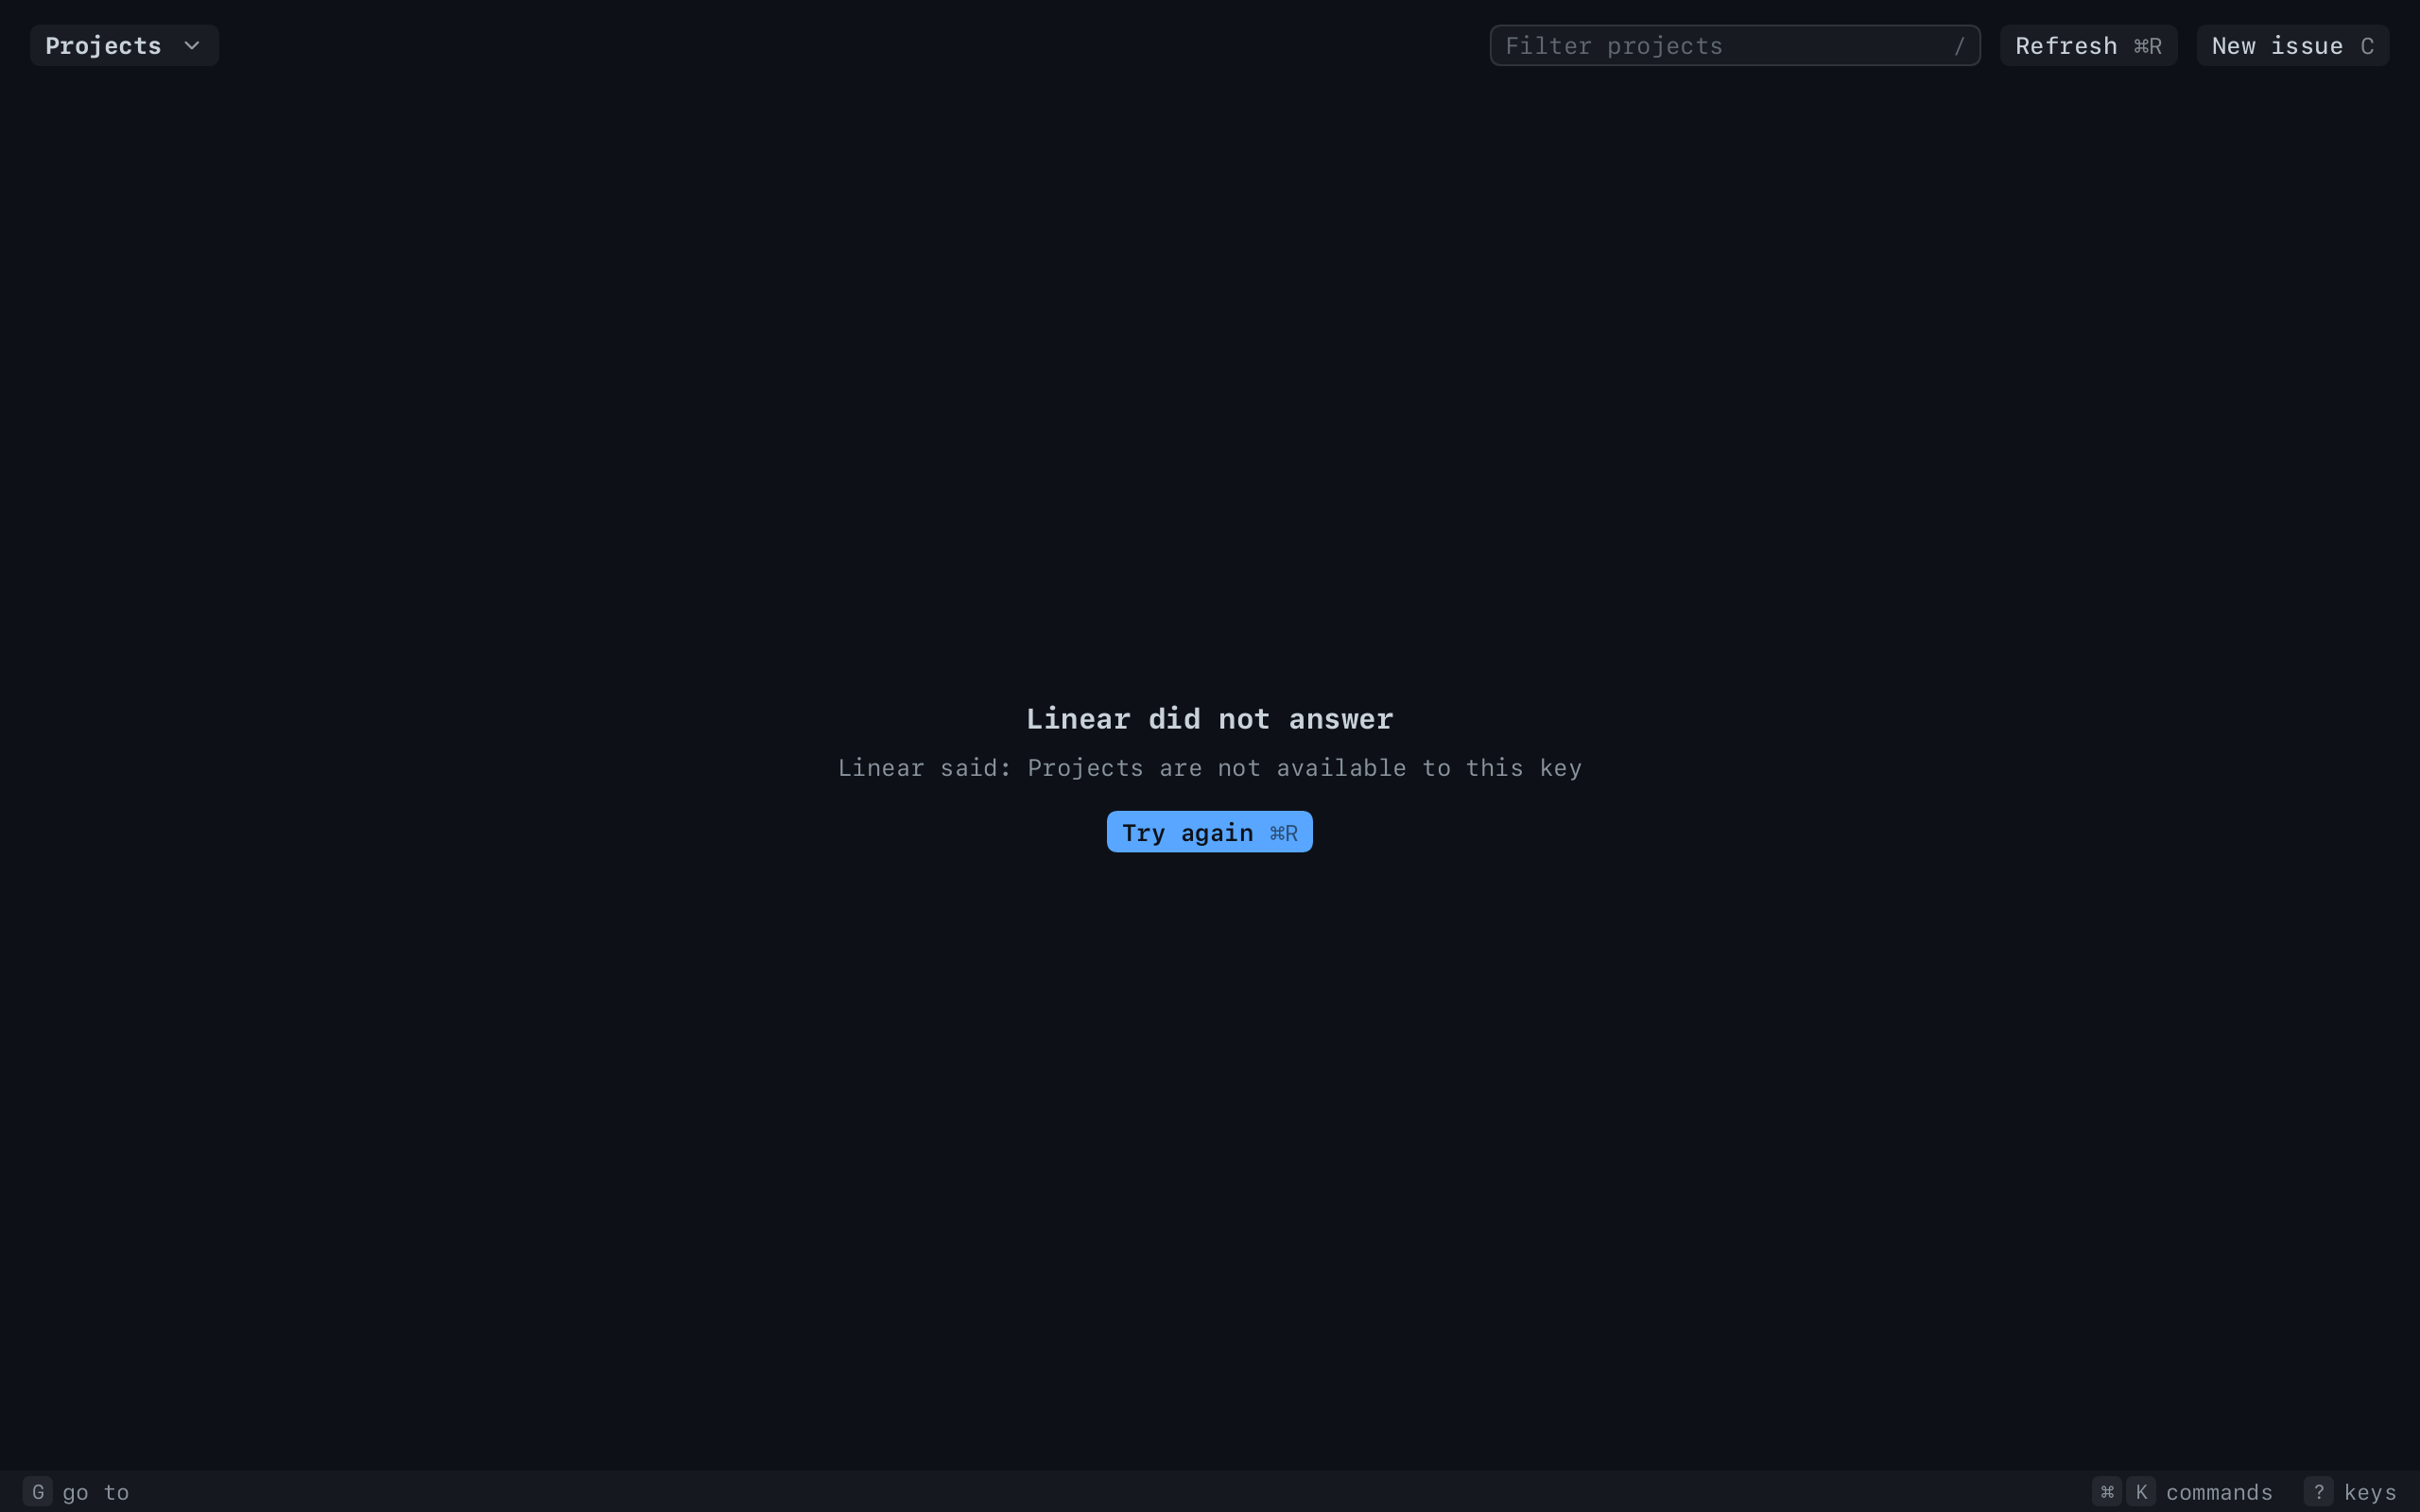 Projects
Filter projects /
Refresh ⌘R
New issue C
Linear did not answer
Linear said: Projects are not available to this key
Try again ⌘R
G go to
⌘ K commands
? keys